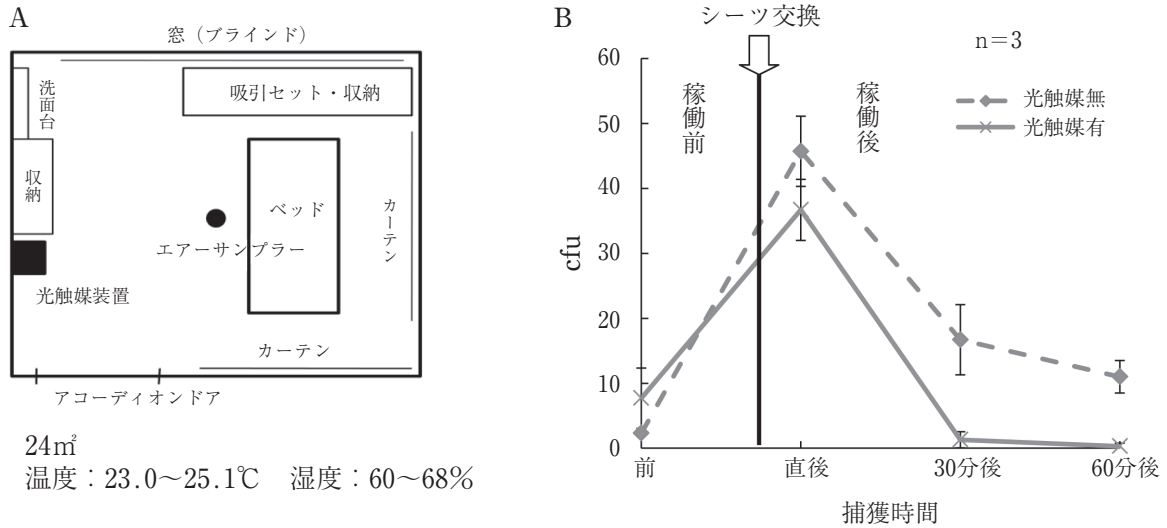 A
窓(ブラインド)
洗面台
吸引セット・収納
収納
ベッド
カーテン
エアーサンプラー
光触媒装置
カーテン
アコーディオンドア
24㎡
温度:23.0～25.1℃ 湿度:60～68%
B
シーツ交換
n=3
稼働前
稼働後
光触媒無
光触媒有
cfu
60
50
40
30
20
10
0
前 直後 30分後 60分後
捕獲時間